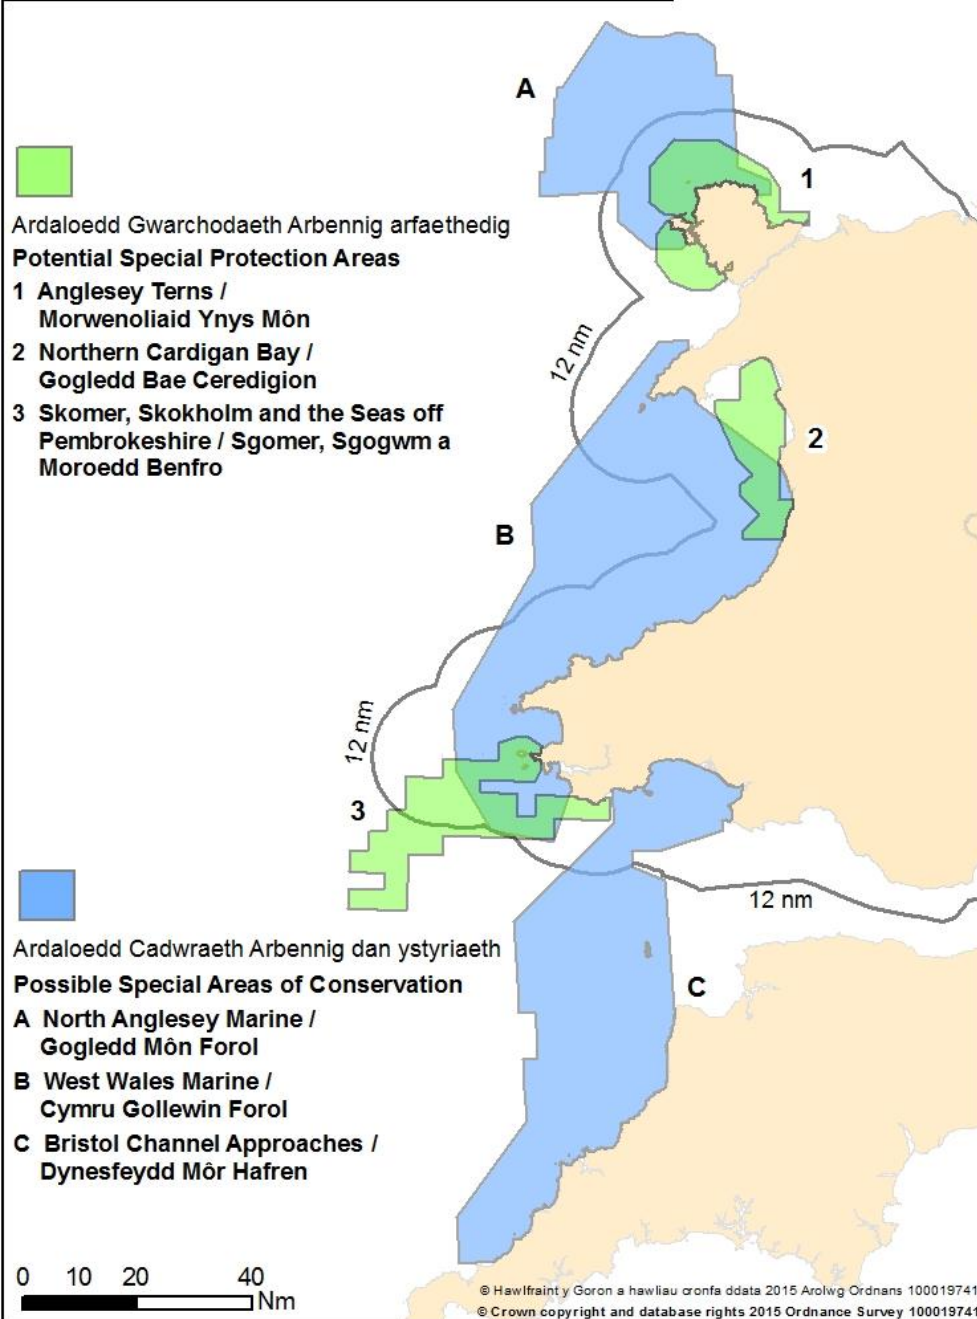 A
1
Ardaloedd Gwarchodaeth Arbennig arfaethedig
Potential Special Protection Areas
1 Anglesey Terns /
Morwenoliaid Ynys Môn
2 Northern Cardigan Bay /
Gogledd Bae Ceredigion
3 Skomer, Skokholm and the Seas off
Pembrokeshire / Sgomer, Sgogwm a
Moroedd Benfro
12 nm
2
B
12 nm
3
12 nm
Ardaloedd Cadwraeth Arbennig dan ystyriaeth
Possible Special Areas of Conservation
A North Anglesey Marine /
Gogledd Môn Forol
B West Wales Marine /
Cymru Gollewin Forol
C Bristol Channel Approaches /
Dynesfeydd Môr Hafren
C
0 10 20 40
Nm
© Hawlfraint y Goron a hawliau cronfa ddata 2015 Arolwg Ordnans 100019741
© Crown copyright and database rights 2015 Ordnance Survey 100019741